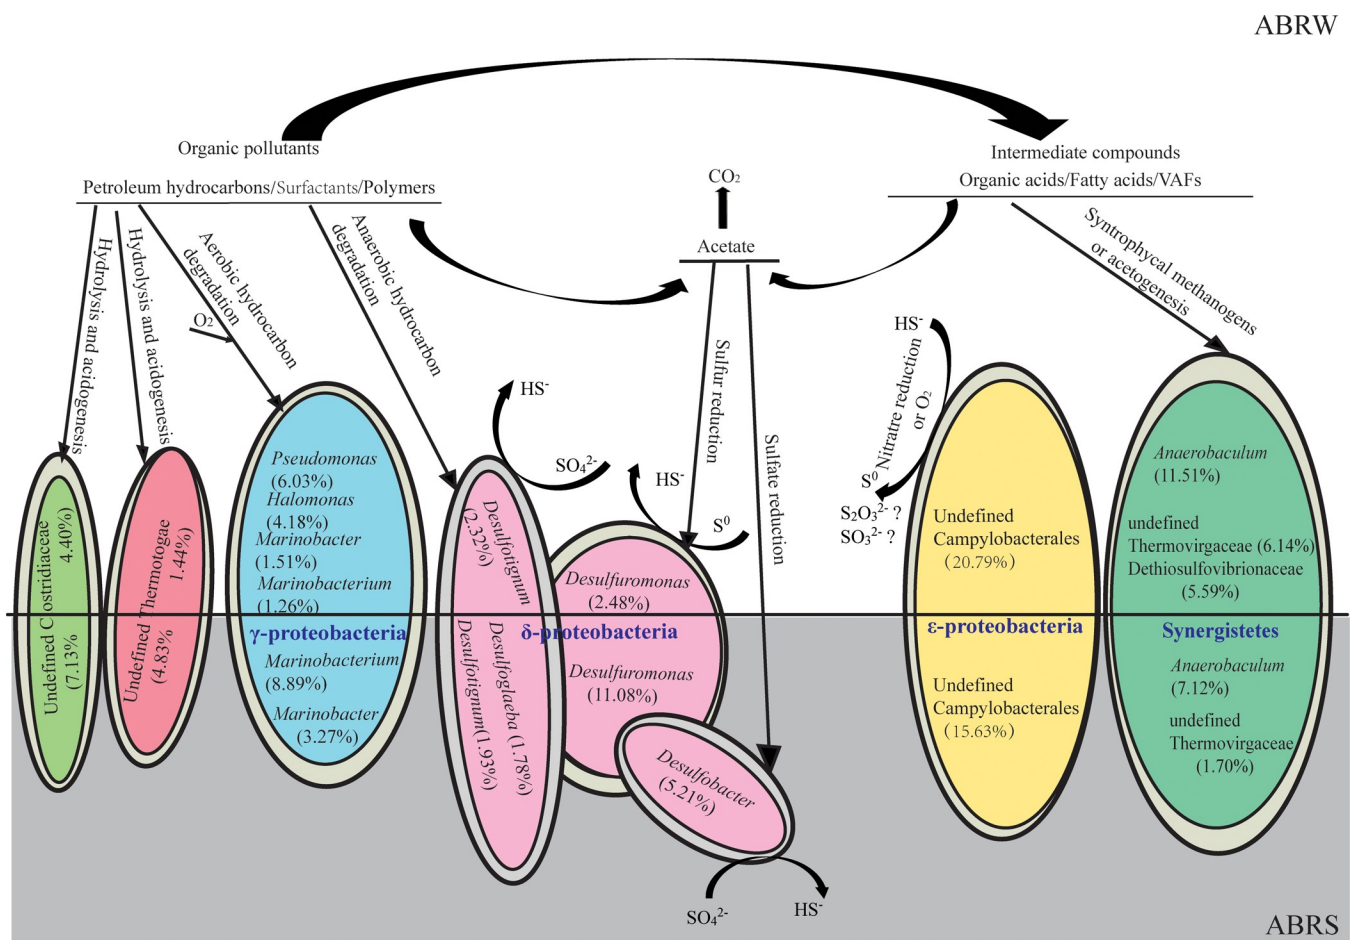 ABRW
Organic pollutants
Petroleum hydrocarbons/Surfactants/Polymers
Intermediate compounds
Organic acids/Fatty acids/VAFs
CO₂
Acetate
Hydrolysis and acidogenesis
Hydrolysis and acidogenesis
Aerobic hydrocarbon
degradation
O₂
Anaerobic hydrocarbon
degradation
Sulfur reduction
Sulfate reduction
Syntrophycal methanogens
or acetogenesis
HS⁻
Nitratre reduction
or O₂
S⁰
S₂O₃²⁻ ?
SO₃²⁻ ?
HS⁻
SO₄²⁻
HS⁻
S⁰
Undefined Clostridiaceae
4.40%
(7.13%)
Undefined Thermotogae
1.44%)
(4.83%
Pseudomonas
(6.03%)
Halomonas
(4.18%)
Marinobacter
(1.51%)
Marinobacterium
(1.26%)
γ-proteobacteria
Marinobacterium
(8.89%)
Marinobacter
(3.27%)
Desulfotignum
(2.32%)
Desulfoglaeba (1.78%)
Desulfotignum(1.93%)
Desulfuromonas
(2.48%)
δ-proteobacteria
Desulfuromonas
(11.08%)
Desulfobacter
(5.21%)
SO₄²⁻
HS⁻
Undefined
Campylobacterales
(20.79%)
ε-proteobacteria
Undefined
Campylobacterales
(15.63%)
Anaerobaculum
(11.51%)
undefined
Thermovirgaceae (6.14%)
Dethiosulfovibrionaceae
(5.59%)
Synergistetes
Anaerobaculum
(7.12%)
undefined
Thermovirgaceae
(1.70%)
ABRS